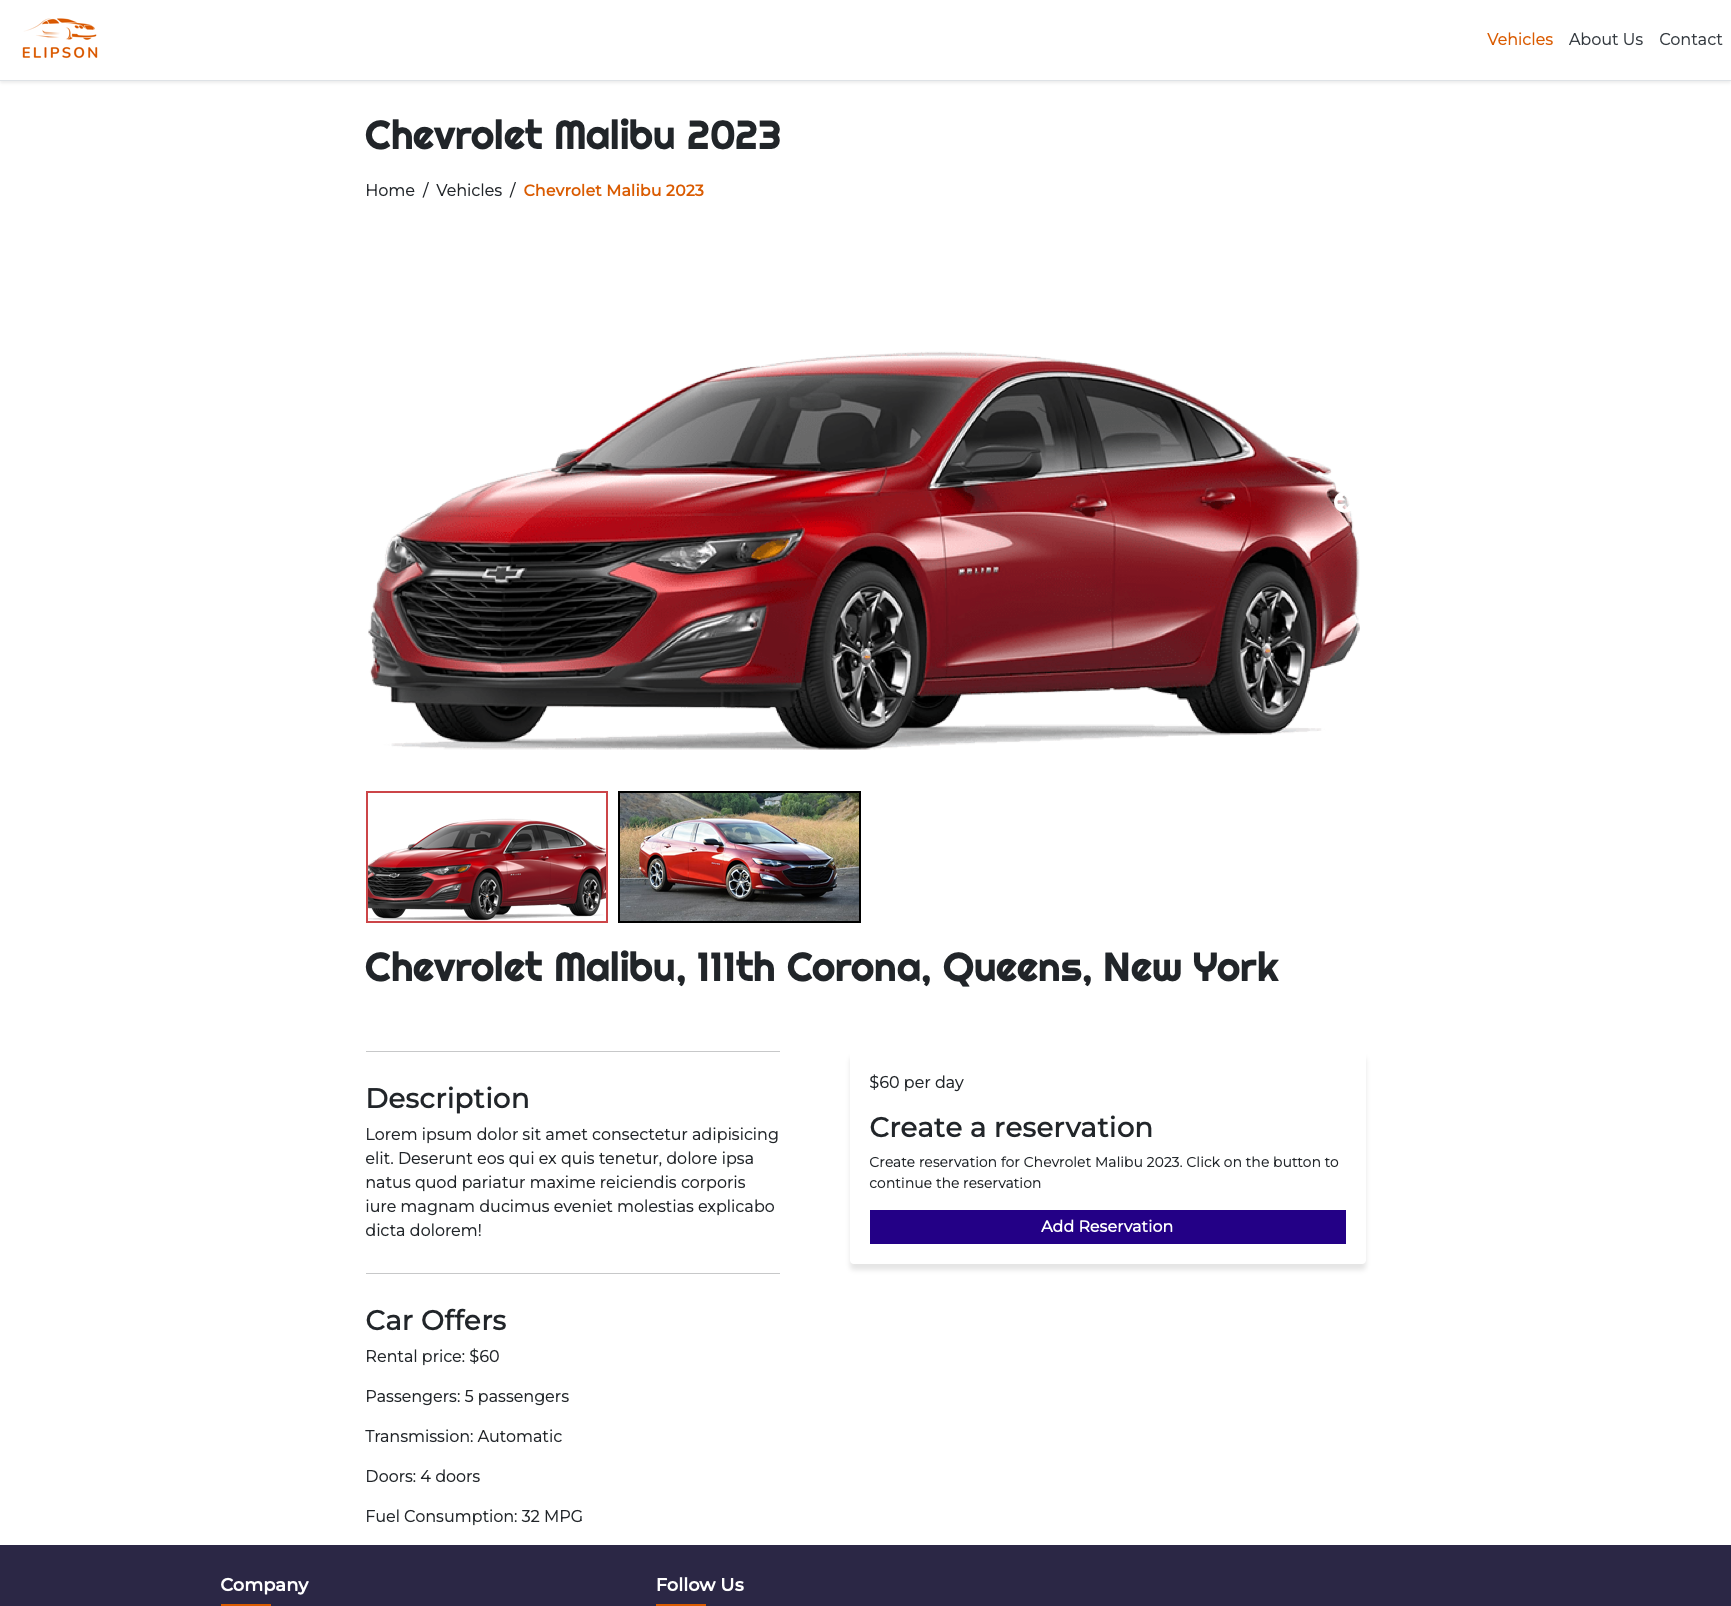 ELIPSON
Vehicles About Us Contact
Chevrolet Malibu 2023
Home / Vehicles / Chevrolet Malibu 2023
MALIBU
Chevrolet Malibu, 111th Corona, Queens, New York
Description
Lorem ipsum dolor sit amet consectetur adipisicing
elit. Deserunt eos qui ex quis tenetur, dolore ipsa
natus quod pariatur maxime reiciendis corporis
iure magnam ducimus eveniet molestias explicabo
dicta dolorem!
$60 per day
Create a reservation
Create reservation for Chevrolet Malibu 2023. Click on the button to
continue the reservation
Add Reservation
Car Offers
Rental price: $60
Passengers: 5 passengers
Transmission: Automatic
Doors: 4 doors
Fuel Consumption: 32 MPG
Company
Follow Us